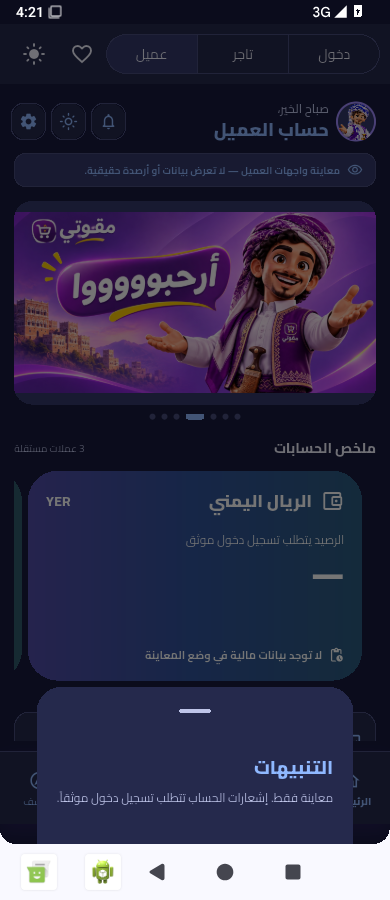 4:21
3G
دخول
تاجر
عميل
صباح الخير،
حساب العميل
معاينة واجهات العميل — لا تعرض بيانات أو أرصدة حقيقية.
مقوتي
أرحبووووا
ملخص الحسابات
3 عملات مستقلة
الريال اليمني
YER
الرصيد يتطلب تسجيل دخول موثق
—
لا توجد بيانات مالية في وضع المعاينة
التنبيهات
معاينة فقط. إشعارات الحساب تتطلب تسجيل دخول موثقاً.